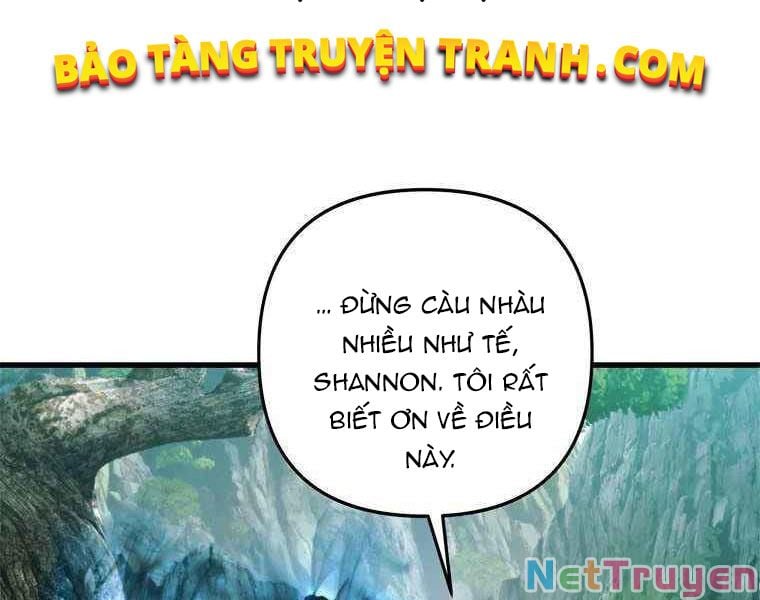 BẢO TÀNG TRUYỆN TRANH.COM
... ĐỪNG CÀU NHÀU
NHIỀU NHƯ TẾ,
SHANNON. TÔI RẤT
BIẾT ƠN VỀ ĐIỀU
NÀY.
NetTruyen